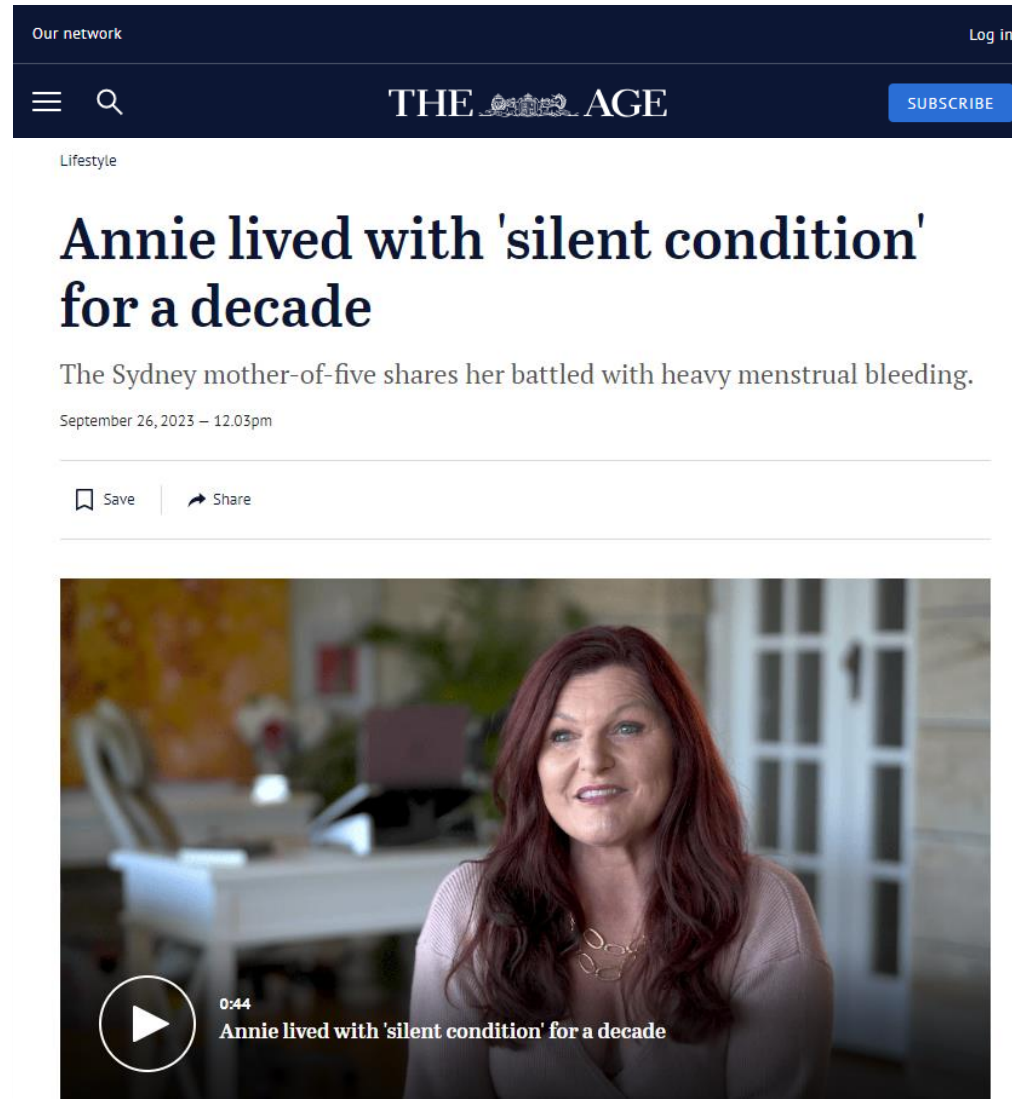 Our network
Log in
THE AGE
SUBSCRIBE
Lifestyle
Annie lived with 'silent condition'
for a decade
The Sydney mother-of-five shares her battled with heavy menstrual bleeding.
September 26, 2023 — 12.03pm
Save
Share
0:44
Annie lived with 'silent condition' for a decade